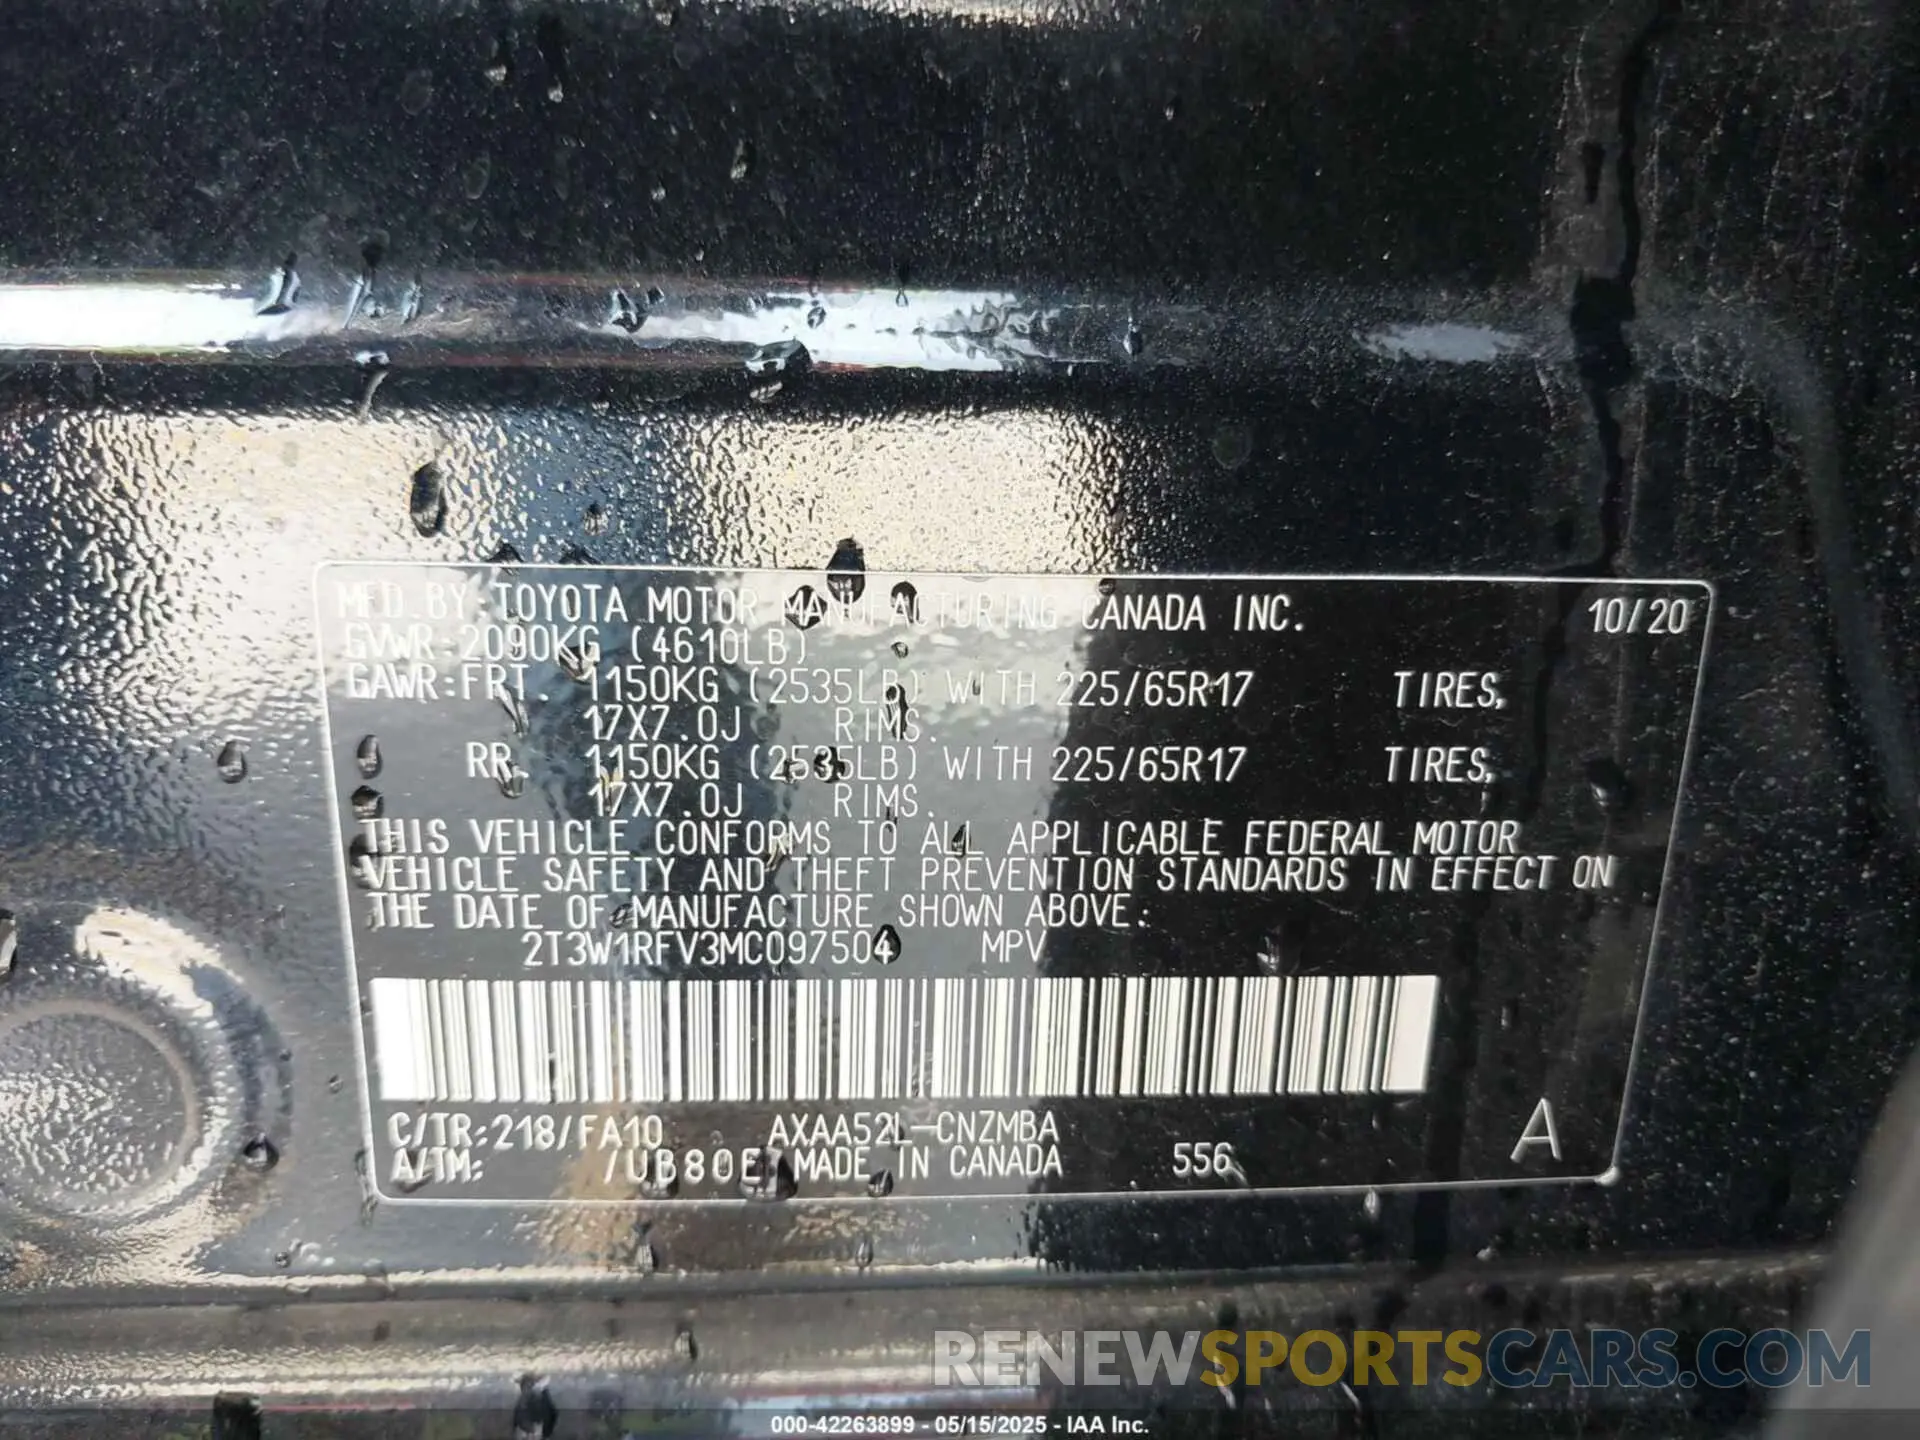 MFD.BY:TOYOTA MOTOR MANUFACTURING CANADA INC. 10/20
GVWR:2090KG (4610LB)
GAWR:FRT. 1150KG (2535LB) WITH 225/65R17 TIRES,
17X7.0J RIMS.
RR. 1150KG (2535LB) WITH 225/65R17 TIRES,
17X7.0J RIMS.
THIS VEHICLE CONFORMS TO ALL APPLICABLE FEDERAL MOTOR
VEHICLE SAFETY AND THEFT PREVENTION STANDARDS IN EFFECT ON
THE DATE OF MANUFACTURE SHOWN ABOVE:
2T3W1RFV3MC097504 MPV
C/TR:218/FA10 AXAA52L-CNZMBA
A/TM: /UB80E MADE IN CANADA 556 A
RENEWSPORTSCARS.COM
000-42263899 - 05/15/2025 - IAA Inc.